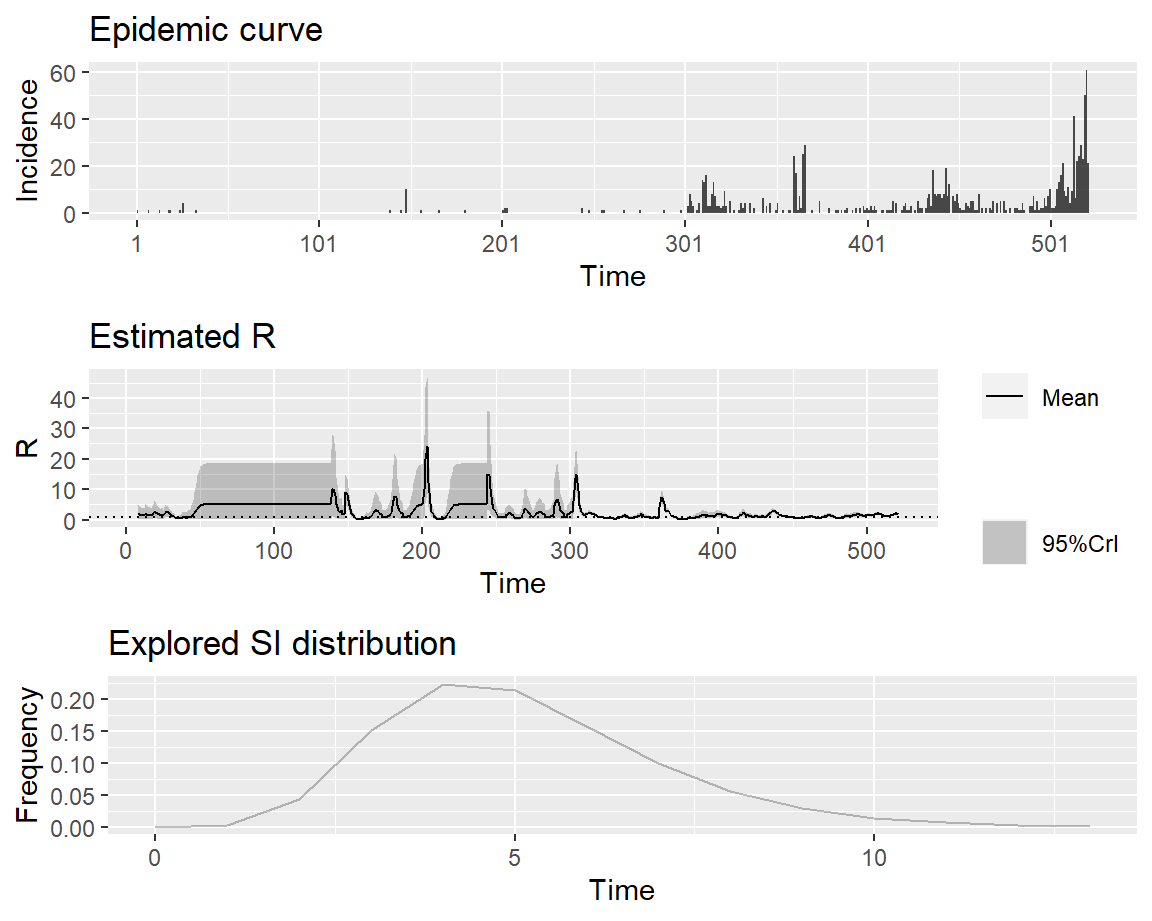 Epidemic curve
Incidence
60
40
20
0
1 101 201 301 401 501
Time
Estimated R
R
40
30
20
10
0
0 100 200 300 400 500
Time
Mean
95%CrI
Explored SI distribution
Frequency
0.20
0.15
0.10
0.05
0.00
0 5 10
Time